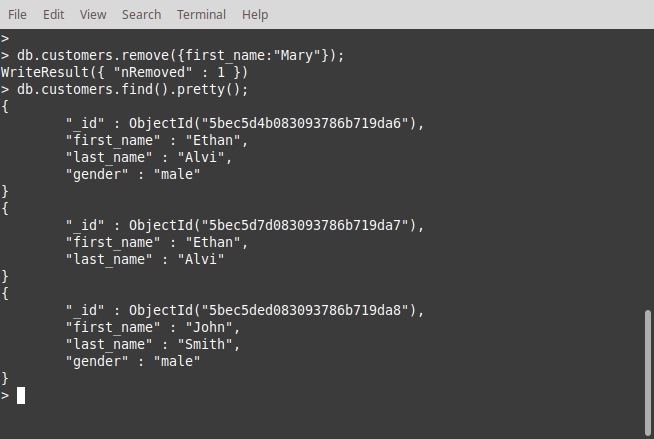 File Edit View Search Terminal Help
>
> db.customers.remove({first_name:"Mary"});
WriteResult({ "nRemoved" : 1 })
> db.customers.find().pretty();
{
        "_id" : ObjectId("5bec5d4b083093786b719da6"),
        "first_name" : "Ethan",
        "last_name" : "Alvi",
        "gender" : "male"
}
{
        "_id" : ObjectId("5bec5d7d083093786b719da7"),
        "first_name" : "Ethan",
        "last_name" : "Alvi"
}
{
        "_id" : ObjectId("5bec5ded083093786b719da8"),
        "first_name" : "John",
        "last_name" : "Smith",
        "gender" : "male"
}
>